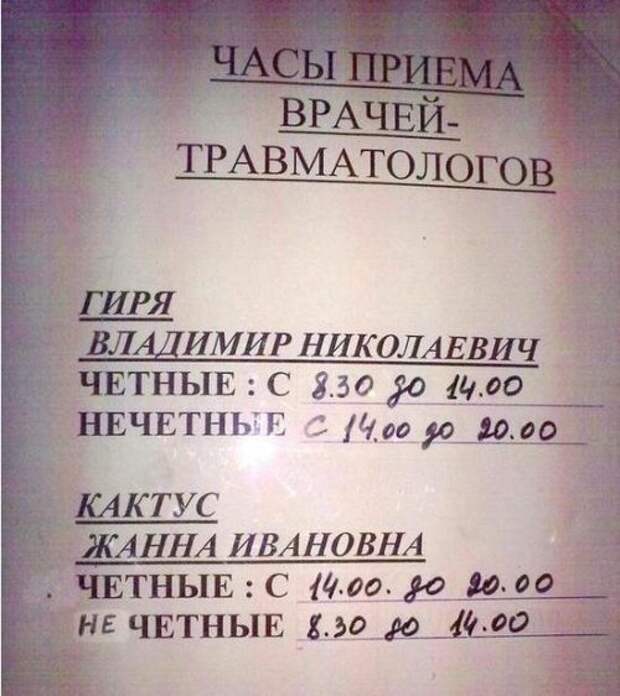 ЧАСЫ ПРИЕМА
ВРАЧЕЙ-
ТРАВМАТОЛОГОВ
ГИРЯ
ВЛАДИМИР НИКОЛАЕВИЧ
ЧЕТНЫЕ : С 8.30 до 14.00
НЕЧЕТНЫЕ С 14.00 до 20.00
КАКТУС
ЖАННА ИВАНОВНА
ЧЕТНЫЕ : С 14.00. до 20.00
НЕ ЧЕТНЫЕ 8.30 до 14.00